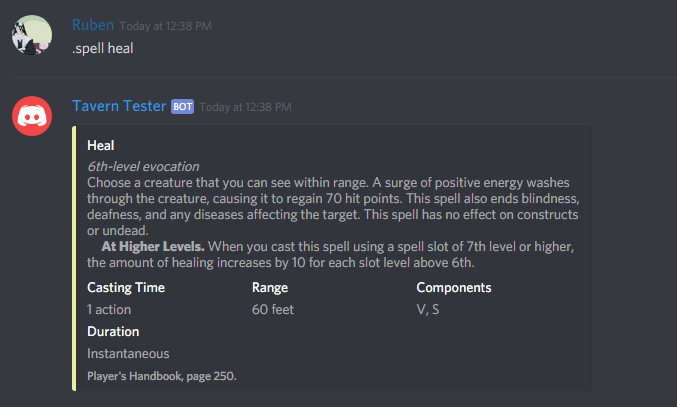 Ruben Today at 12:38 PM
.spell heal
Tavern Tester BOT Today at 12:38 PM
Heal
6th-level evocation
Choose a creature that you can see within range. A surge of positive energy washes
through the creature, causing it to regain 70 hit points. This spell also ends blindness,
deafness, and any diseases affecting the target. This spell has no effect on constructs
or undead.
At Higher Levels. When you cast this spell using a spell slot of 7th level or higher,
the amount of healing increases by 10 for each slot level above 6th.
Casting Time Range Components
1 action 60 feet V, S
Duration
Instantaneous
Player's Handbook, page 250.